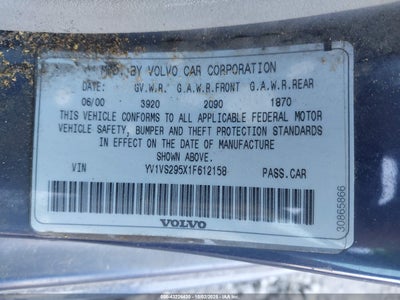 MFD. BY VOLVO CAR CORPORATION
DATE: G.V.W.R. G.A.W.R.FRONT G.A.W.R.REAR
06/00 3920 2090 1870
THIS VEHICLE CONFORMS TO ALL APPLICABLE FEDERAL MOTOR
VEHICLE SAFETY, BUMPER AND THEFT PROTECTION STANDARDS
IN EFFECT ON THE DATE OF MANUFACTURE
SHOWN ABOVE.
VIN YV1VS295X1F612158 PASS.CAR
VOLVO
30865866